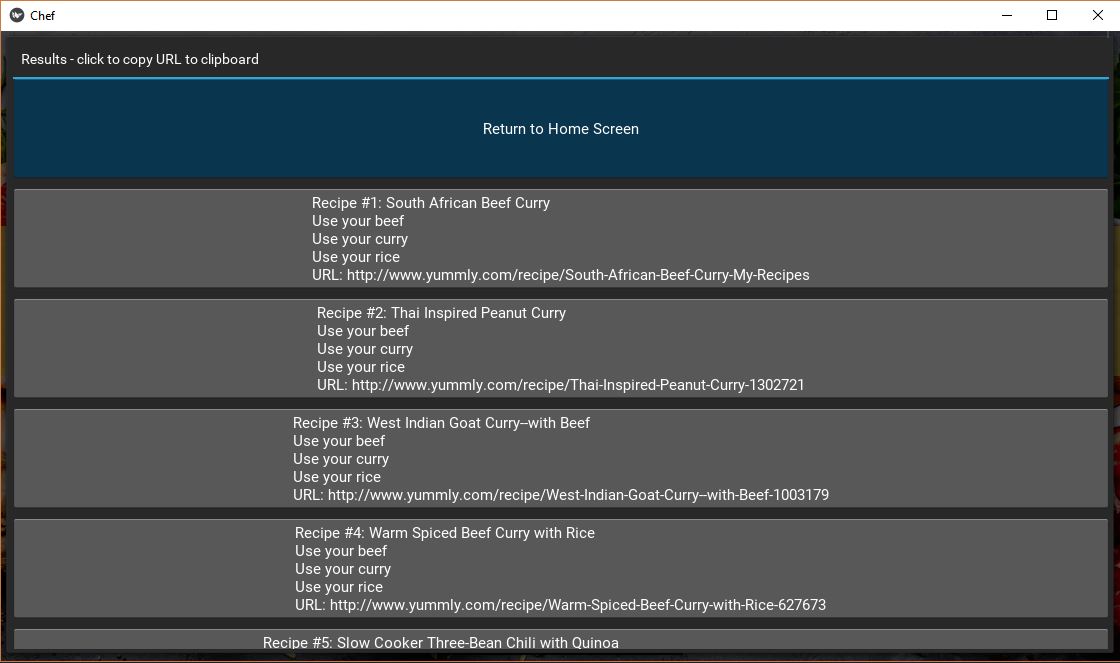 Chef
Results - click to copy URL to clipboard
Return to Home Screen
Recipe #1: South African Beef Curry
Use your beef
Use your curry
Use your rice
URL: http://www.yummly.com/recipe/South-African-Beef-Curry-My-Recipes
Recipe #2: Thai Inspired Peanut Curry
Use your beef
Use your curry
Use your rice
URL: http://www.yummly.com/recipe/Thai-Inspired-Peanut-Curry-1302721
Recipe #3: West Indian Goat Curry--with Beef
Use your beef
Use your curry
Use your rice
URL: http://www.yummly.com/recipe/West-Indian-Goat-Curry--with-Beef-1003179
Recipe #4: Warm Spiced Beef Curry with Rice
Use your beef
Use your curry
Use your rice
URL: http://www.yummly.com/recipe/Warm-Spiced-Beef-Curry-with-Rice-627673
Recipe #5: Slow Cooker Three-Bean Chili with Quinoa